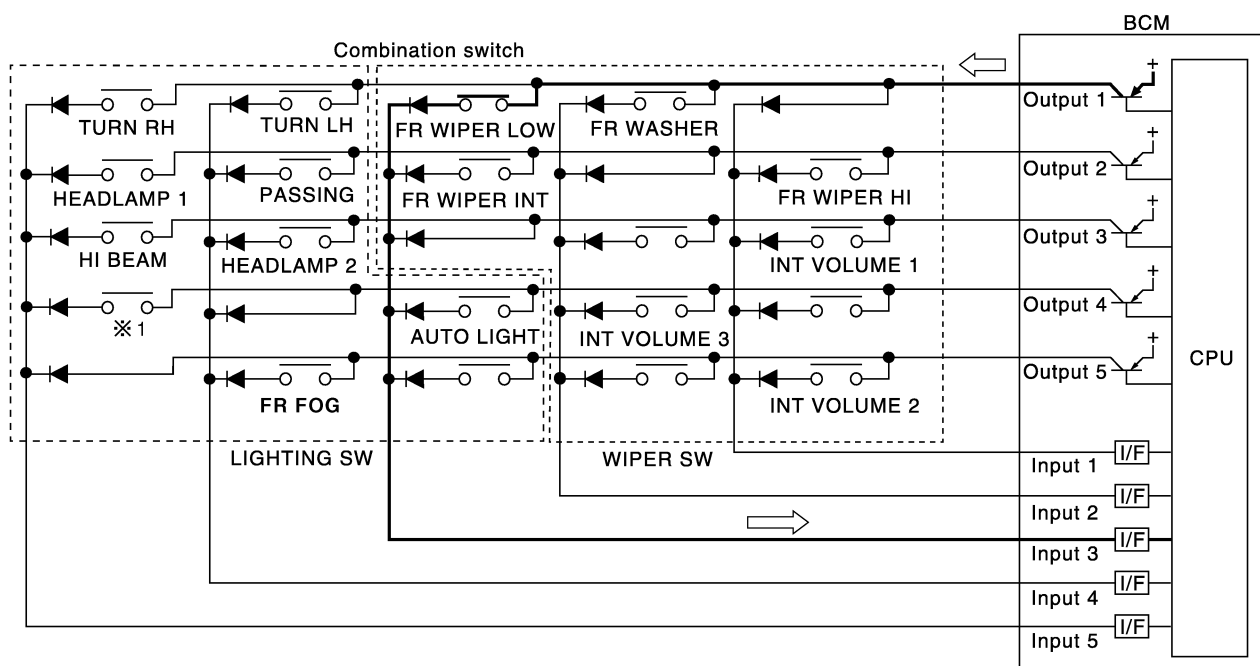 BCM
Combination switch
+
Output 1
TURN RH
TURN LH
FR WIPER LOW
FR WASHER
+
Output 2
HEADLAMP 1
PASSING
FR WIPER INT
FR WIPER HI
+
Output 3
HI BEAM
HEADLAMP 2
INT VOLUME 1
+
Output 4
※1
AUTO LIGHT
INT VOLUME 3
+
Output 5
CPU
FR FOG
INT VOLUME 2
LIGHTING SW
WIPER SW
Input 1
I/F
Input 2
I/F
Input 3
I/F
Input 4
I/F
Input 5
I/F